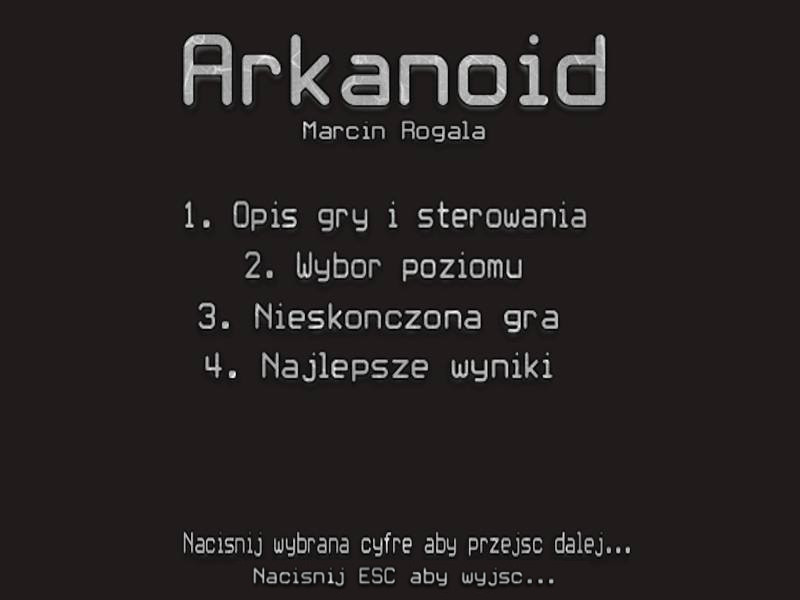 Arkanoid
Marcin Rogala
1. Opis gry i sterowania
2. Wybor poziomu
3. Nieskonczona gra
4. Najlepsze wyniki
Nacisnij wybrana cyfre aby przejsc dalej...
Nacisnij ESC aby wyjsc...